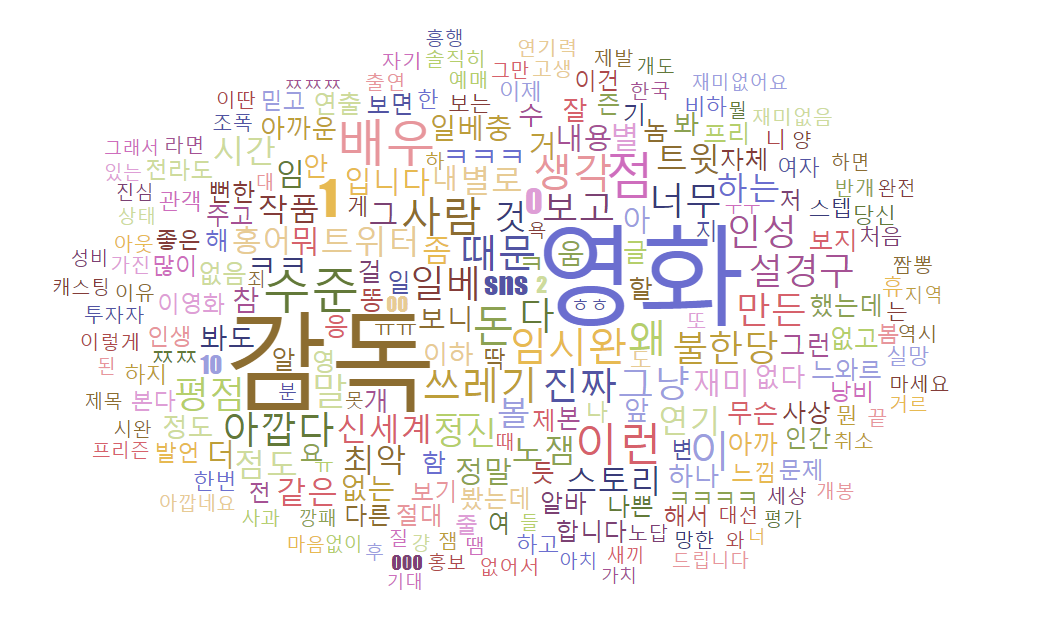 흥행
자기 솔직히 연기력 제발
ㅉㅉㅉ 출연 예매 그만 고생 이건 개도
이딴 믿고 연출 보면 한 보는 이제 수 잘 즌 기 한국 재미없어요
조폭 아까운 배우 일베충 거 내용 별 놈 봐 비하 뭘 재미없음
그래서 라면 시간 하 ㅋㅋㅋ 프리 니 양
있는 전라도 임 안 입니다 내 별로 생각 점 트윗 자체 여자 하면
진심 관객 뻔한 대 1 게 그 사람 것 0 보고 너무 하는 저 반개 완전
상태 주고 작품 욕 아 ㅜㅜ 스텝 당신
아웃 좋은 해 홍어 뭐 트위터 좀 때문 움 글 지 인성 보지 처음
성비 가진 많이 없음 ㅋㅋ 죄 걸 일 일베 sns ㅋ 2 영화 할 설경구 짬뽕
캐스팅 이유 이영화 참 수준 똥 00 ㅎㅎ 휴 지역
투자자 감독 응 ㅠㅠ 보니 돈 다 또 만든 했는데 는
이렇게 인생 봐도 임시완 왜 불한당 그런 없고 봄 역시
ㅉㅉ 10 알 영 이하 딱 도 느와르 실망
된 하지 분 못 쓰레기 진짜 그냥 재미 없다 낭비 마세요
제목 본다 평점 말 개 볼 나 앞 무슨 사상 뭔 거르
시완 정도 아깝다 신세계 정신 제본 연기 끝
프리즌 발언 더 요 때 노잼 이런 변 이 아까 인간 취소
한번 점도 ㅠ 최악 함 정말 듯 스토리 하나 느낌 문제
아깝네요 전 같은 없는 보기 봤는데 알바 나쁜 ㅋㅋㅋㅋ 세상 개봉
사과 깡패 다른 절대 줄 여 들 합니다 노답 해서 대선 평가
마음없이 질 걍 잼 땜 하고 망한 와 너
후 000 홍보 없어서 아치 새끼 드립니다
기대 가치